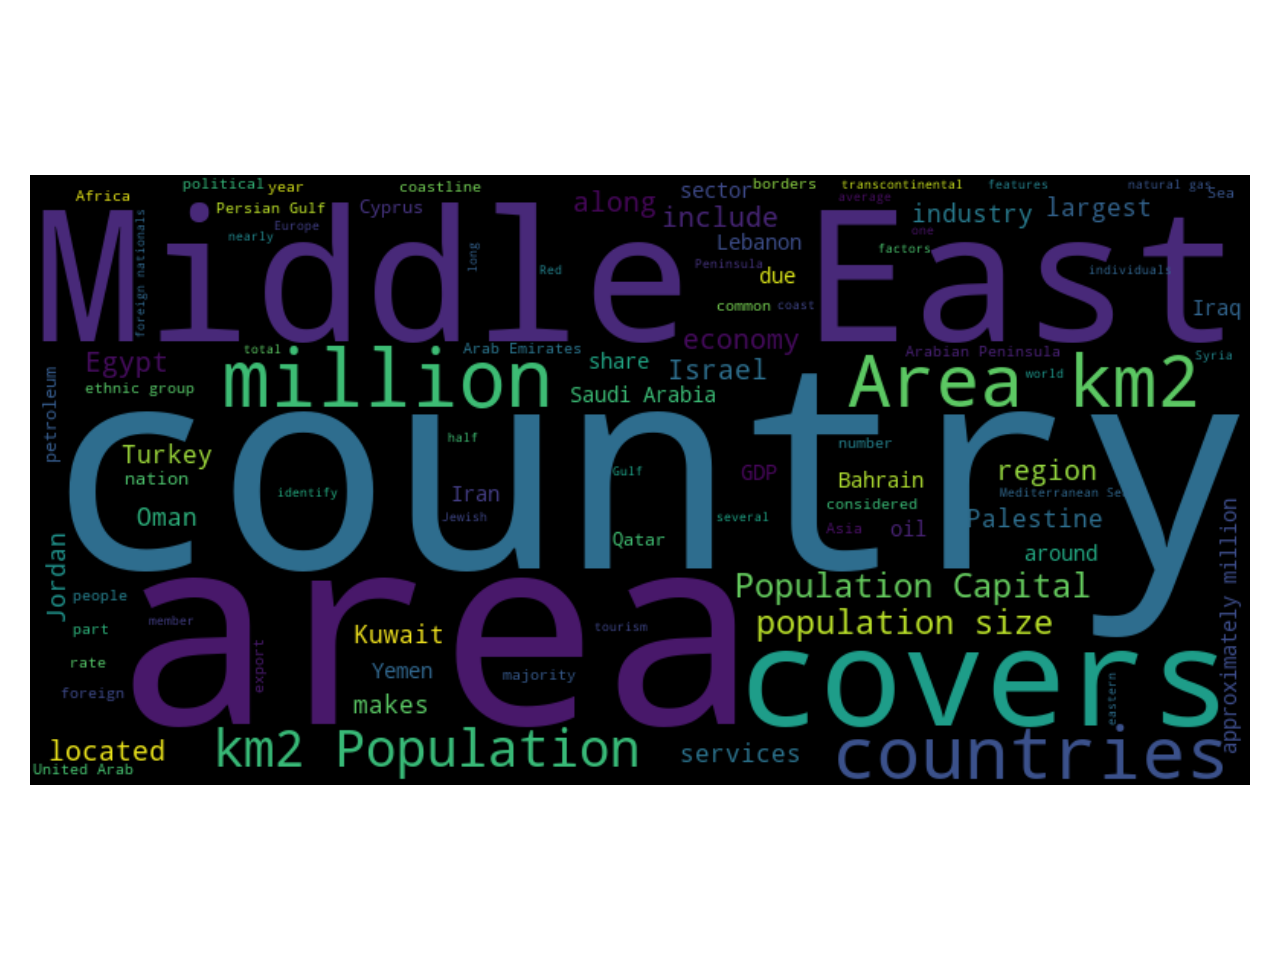 political year coastline sector borders transcontinental features natural gas Sea
Africa Persian Gulf Cyprus along include average industry largest
foreign nationals nearly Europe Lebanon factors one
Middle East
long Red Peninsula due individuals
common coast Iraq
total Arab Emirates economy Arabian Peninsula Syria
Egypt million share Israel Area km2 world
ethnic group Saudi Arabia
petroleum country
Turkey half number
nation Gulf GDP Bahrain region
identify Iran considered Mediterranean Se
Oman Jewish several Asia oil Palestine
Qatar around
Jordan area Population Capital
people population size approximately million
member Kuwait tourism
part
rate export Yemen majority covers eastern
foreign makes
located km2 Population services countries
United Arab